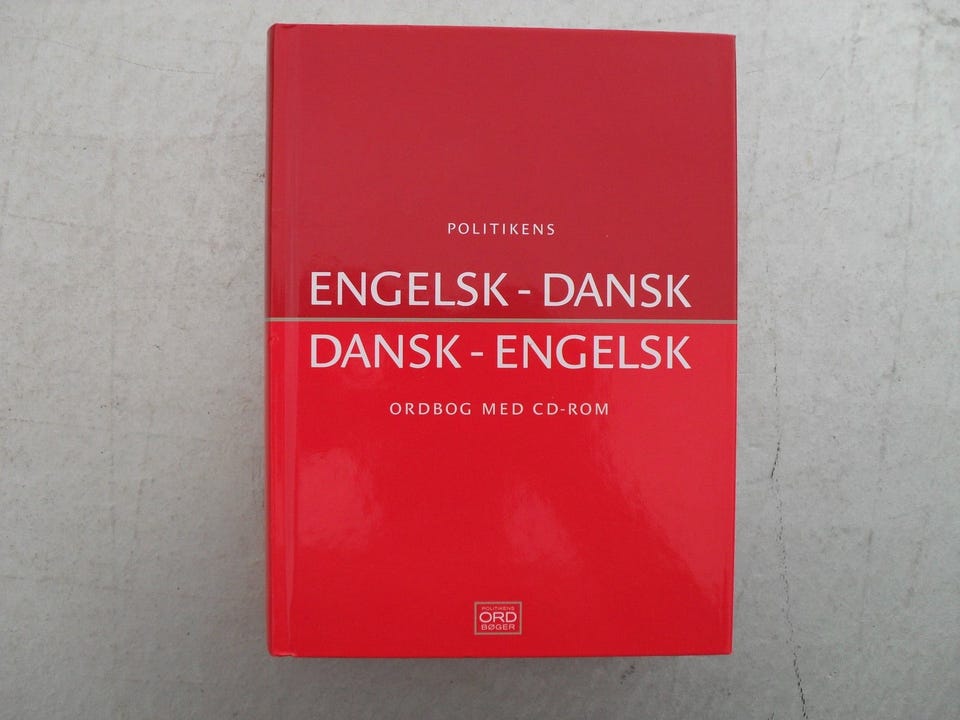 POLITIKENS
ENGELSK - DANSK
DANSK - ENGELSK
ORDBOG MED CD-ROM
POLITIKENS
ORD
BØGER